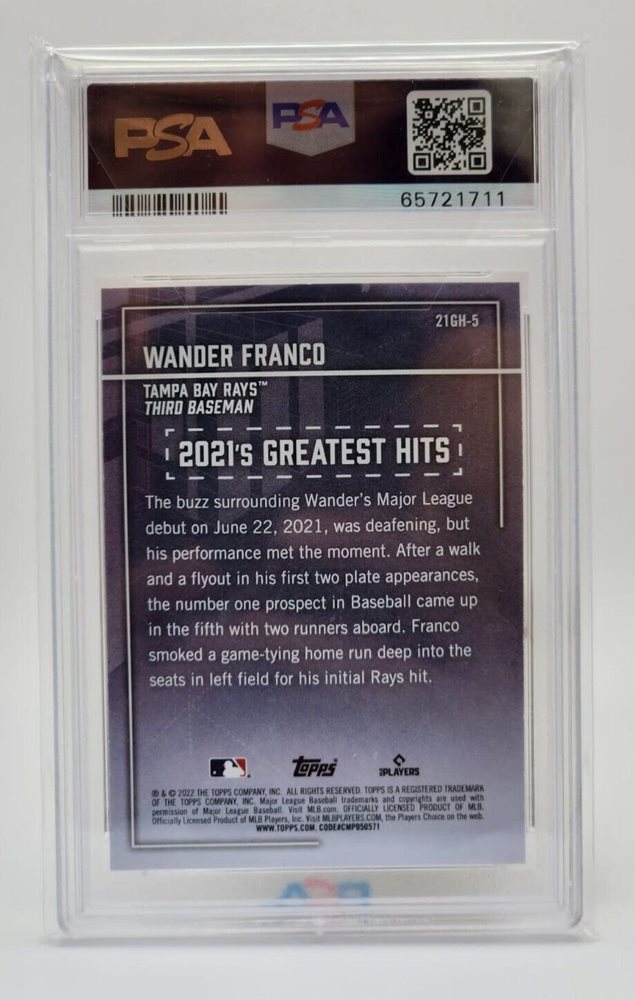 PSA PSA
65721711
21GH-5
WANDER FRANCO
TAMPA BAY RAYS™
THIRD BASEMAN
2021's GREATEST HITS
The buzz surrounding Wander's Major League
debut on June 22, 2021, was deafening, but
his performance met the moment. After a walk
and a flyout in his first two plate appearances,
the number one prospect in Baseball came up
in the fifth with two runners aboard. Franco
smoked a game-tying home run deep into the
seats in left field for his initial Rays hit.
Topps PLAYERS
® & © 2022 THE TOPPS COMPANY, INC. ALL RIGHTS RESERVED. TOPPS IS A REGISTERED TRADEMARK
OF THE TOPPS COMPANY, INC. Major League Baseball trademarks and copyrights are used with
permission of Major League Baseball. Visit MLB.com. OFFICIALLY LICENSED PRODUCT OF MLB.
Officially Licensed Product of MLB Players, Inc. Visit MLBPLAYERS.COM, the Players Choice on the web.
WWW.TOPPS.COM CODE#CMP050571